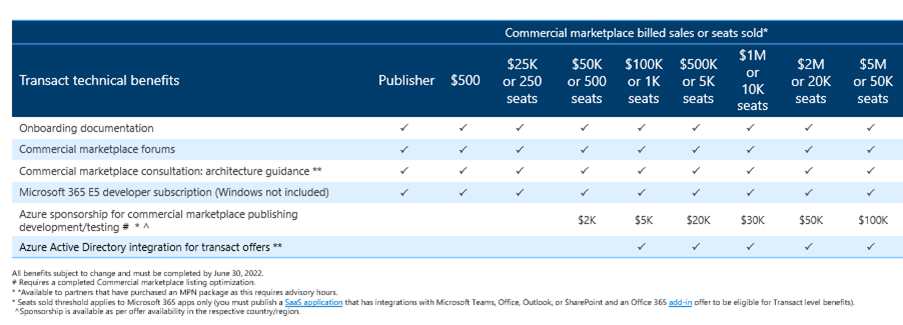 Commercial marketplace billed sales or seats sold*
Transact technical benefits Publisher $500 $25K or 250 seats $50K or 500 seats $100K or 1K seats $500K or 5K seats $1M or 10K seats $2M or 20K seats $5M or 50K seats
Onboarding documentation ✓ ✓ ✓ ✓ ✓ ✓ ✓ ✓ ✓
Commercial marketplace forums ✓ ✓ ✓ ✓ ✓ ✓ ✓ ✓ ✓
Commercial marketplace consultation: architecture guidance ** ✓ ✓ ✓ ✓ ✓ ✓ ✓ ✓ ✓
Microsoft 365 E5 developer subscription (Windows not included) ✓ ✓ ✓ ✓ ✓ ✓ ✓ ✓ ✓
Azure sponsorship for commercial marketplace publishing
development/testing # * ^ $2K $5K $20K $30K $50K $100K
Azure Active Directory integration for transact offers ** ✓ ✓ ✓ ✓ ✓
All benefits subject to change and must be completed by June 30, 2022.
# Requires a completed Commercial marketplace listing optimization.
* *Available to partners that have purchased an MPN package as this requires advisory hours.
* Seats sold threshold applies to Microsoft 365 apps only (you must publish a SaaS application that has integrations with Microsoft Teams, Office, Outlook, or SharePoint and an Office 365 add-in offer to be eligible for Transact level benefits).
^Sponsorship is available as per offer availability in the respective country/region.